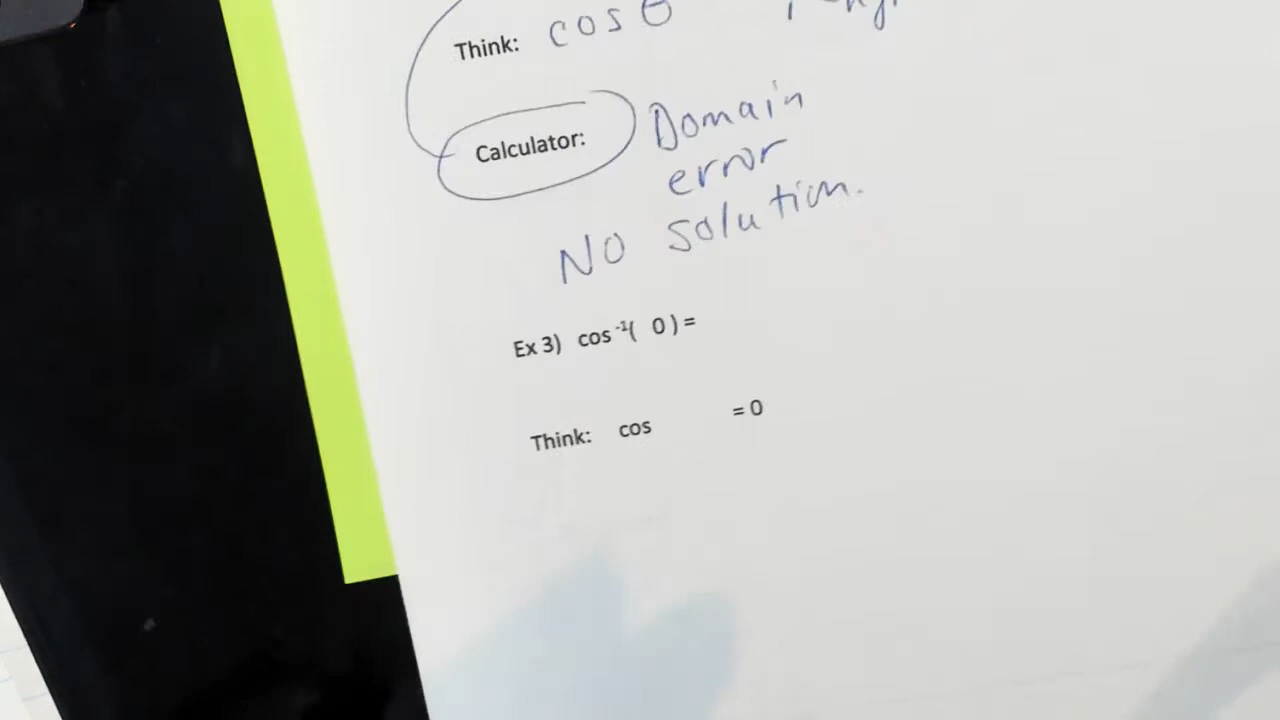 Think: cos θ
Calculator: Domain
error
NO solution.
Ex 3) cos⁻¹( 0 ) =
Think: cos = 0